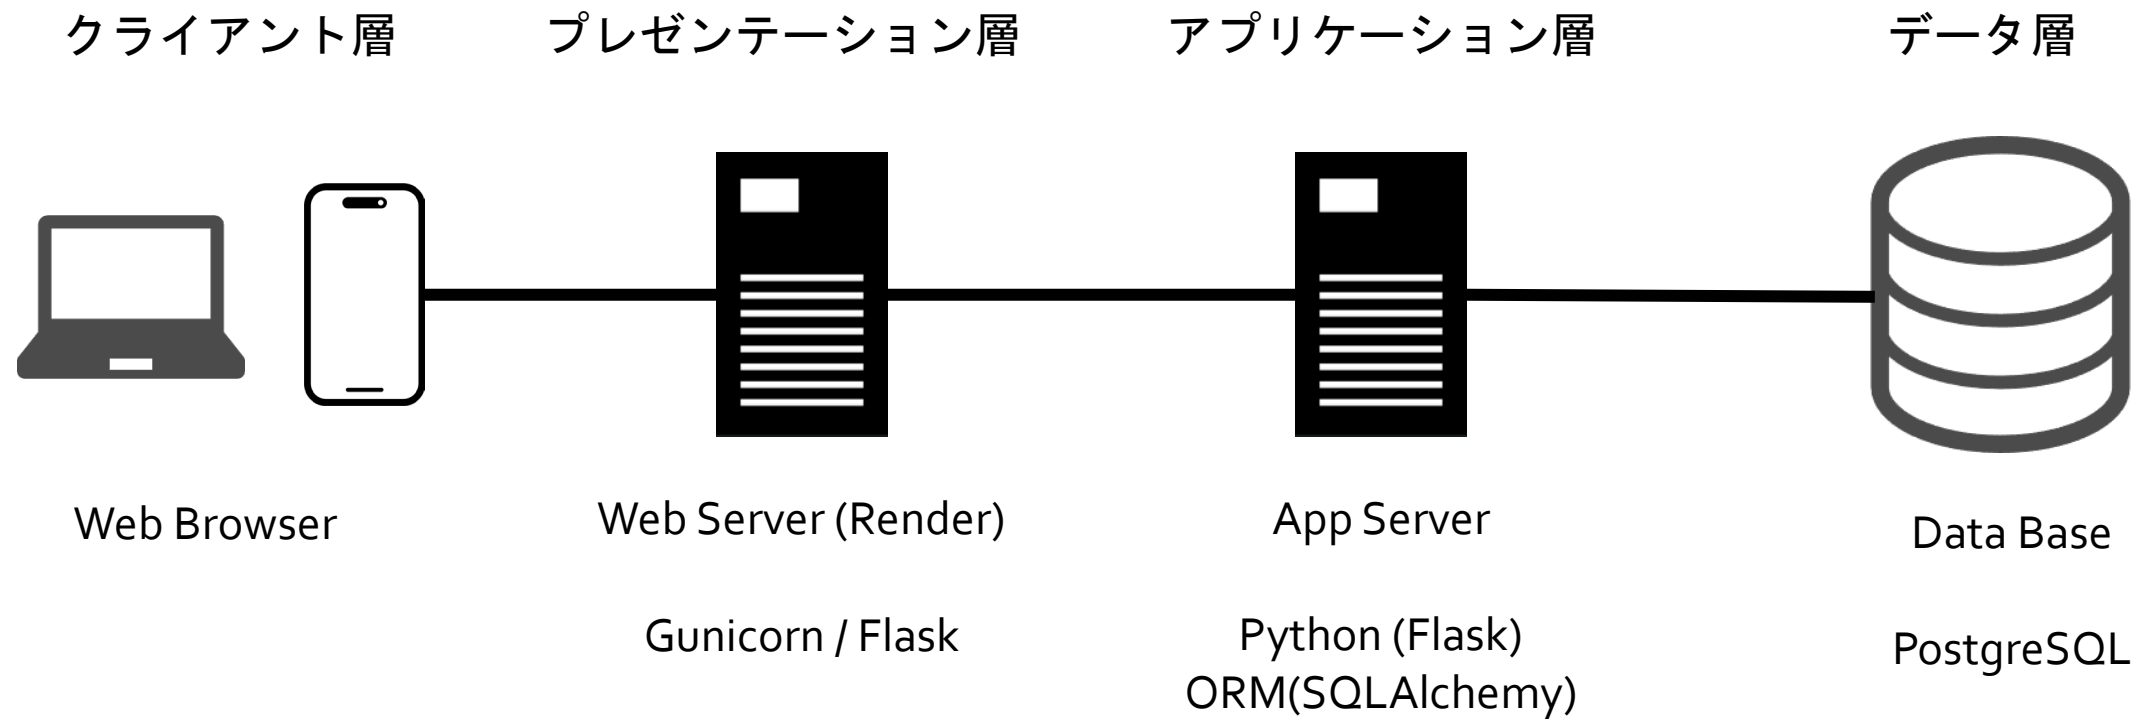 クライアント層
プレゼンテーション層
アプリケーション層
データ層
Web Browser
Web Server (Render)
Gunicorn / Flask
App Server
Python (Flask)
ORM(SQLAlchemy)
Data Base
PostgreSQL